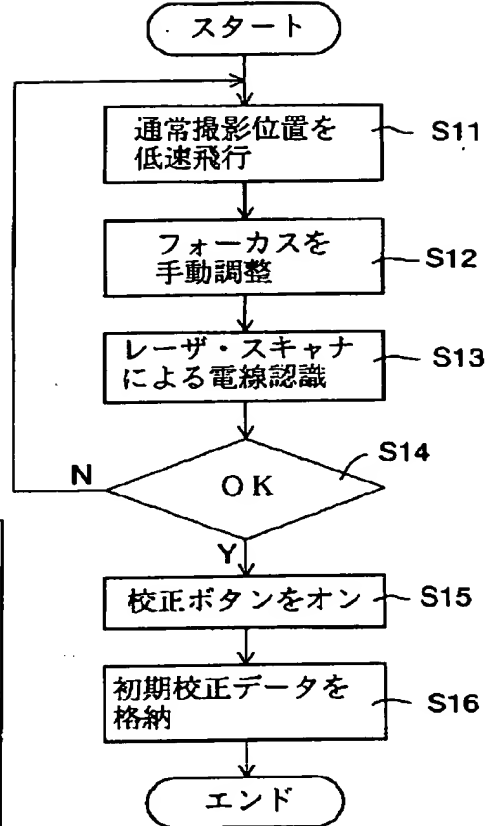 スタート
通常撮影位置を
低速飛行
S11
フォーカスを
手動調整
S12
レーザ・スキャナ
による電線認識
S13
S14
N
OK
Y
校正ボタンをオン
S15
初期校正データを
格納
S16
エンド